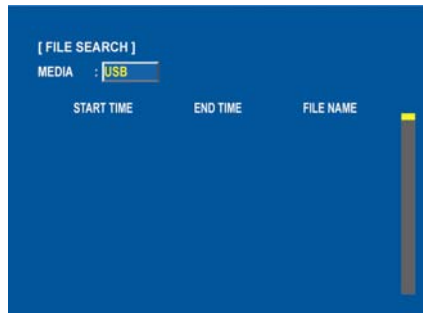 [ FILE SEARCH ]
MEDIA : USB
START TIME END TIME FILE NAME